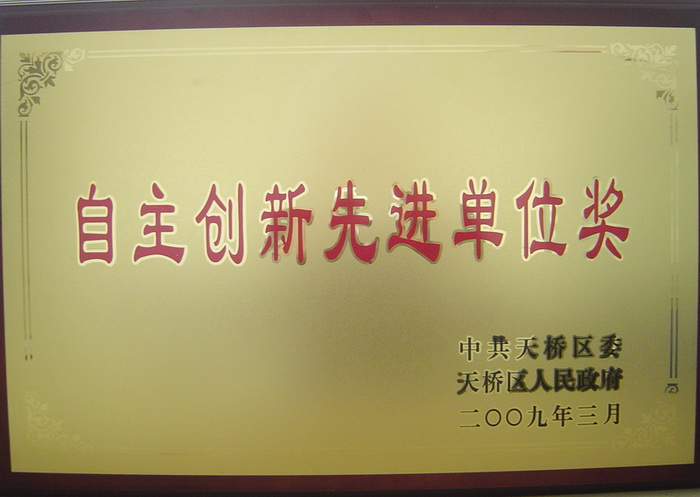 自主创新先进单位奖
中共天桥区委
天桥区人民政府
二〇〇九年三月